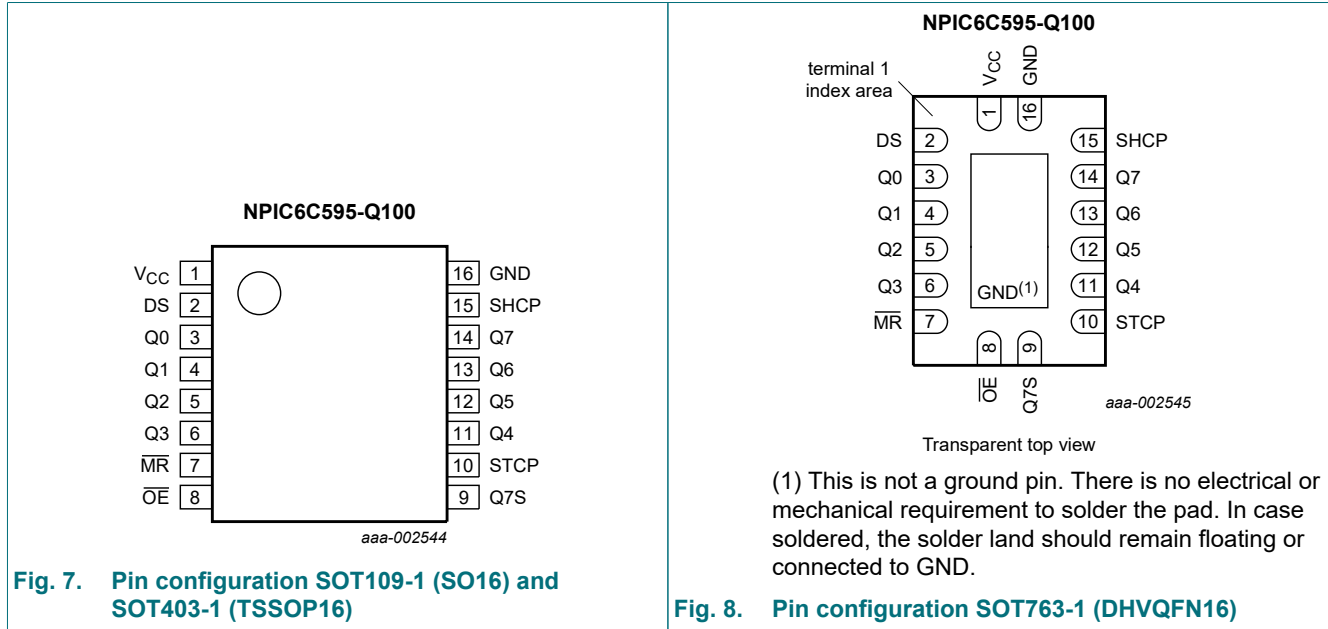 NPIC6C595-Q100
VCC 1
DS 2
Q0 3
Q1 4
Q2 5
Q3 6
MR 7
OE 8
16 GND
15 SHCP
14 Q7
13 Q6
12 Q5
11 Q4
10 STCP
9 Q7S
aaa-002544
Fig. 7. Pin configuration SOT109-1 (SO16) and
SOT403-1 (TSSOP16)
NPIC6C595-Q100
terminal 1
index area
VCC
GND
1
16
DS 2
Q0 3
Q1 4
Q2 5
Q3 6
MR 7
15 SHCP
14 Q7
13 Q6
12 Q5
11 Q4
10 STCP
GND(1)
8
9
OE
Q7S
aaa-002545
Transparent top view
(1) This is not a ground pin. There is no electrical or
mechanical requirement to solder the pad. In case
soldered, the solder land should remain floating or
connected to GND.
Fig. 8. Pin configuration SOT763-1 (DHVQFN16)